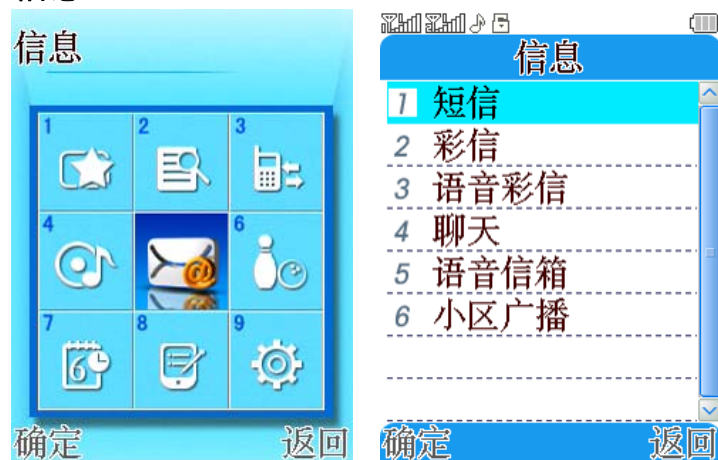 信息
1 2 3
4 6
7 8 9
确定 返回
信息
1 短信
2 彩信
3 语音彩信
4 聊天
5 语音信箱
6 小区广播
确定 返回